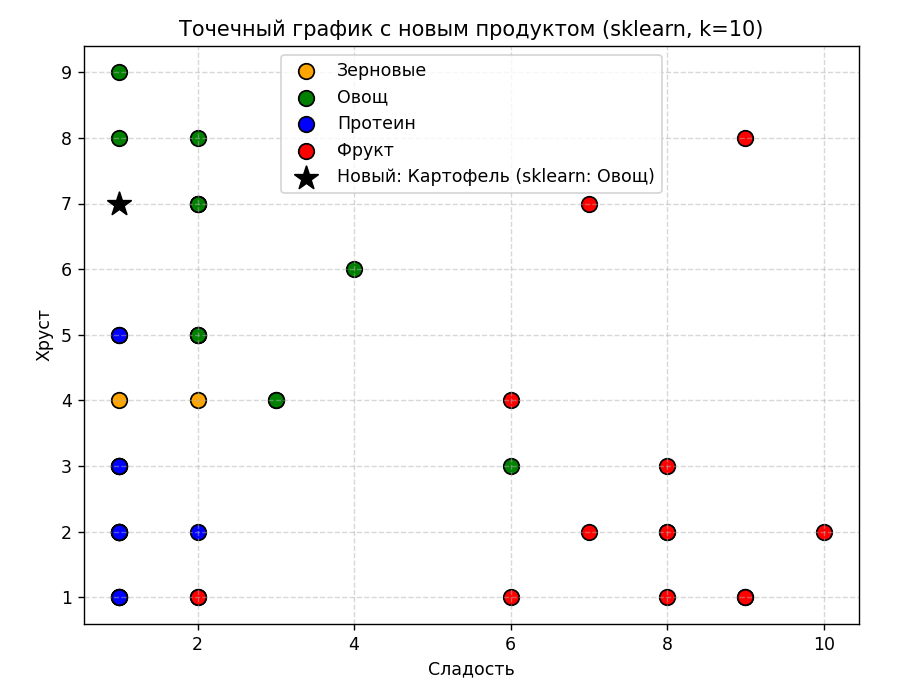 Точечный график с новым продуктом (sklearn, k=10)
Зерновые
Овощ
Протеин
Фрукт
Новый: Картофель (sklearn: Овощ)
Хруст
9
8
7
6
5
4
3
2
1
2 4 6 8 10
Сладость